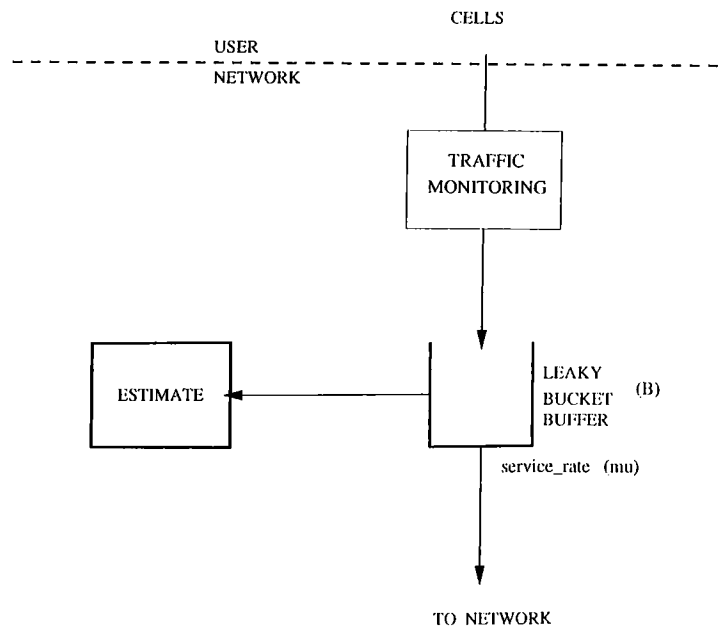 CELLS
USER
NETWORK
TRAFFIC
MONITORING
ESTIMATE
LEAKY
BUCKET (B)
BUFFER
service_rate (mu)
TO NETWORK